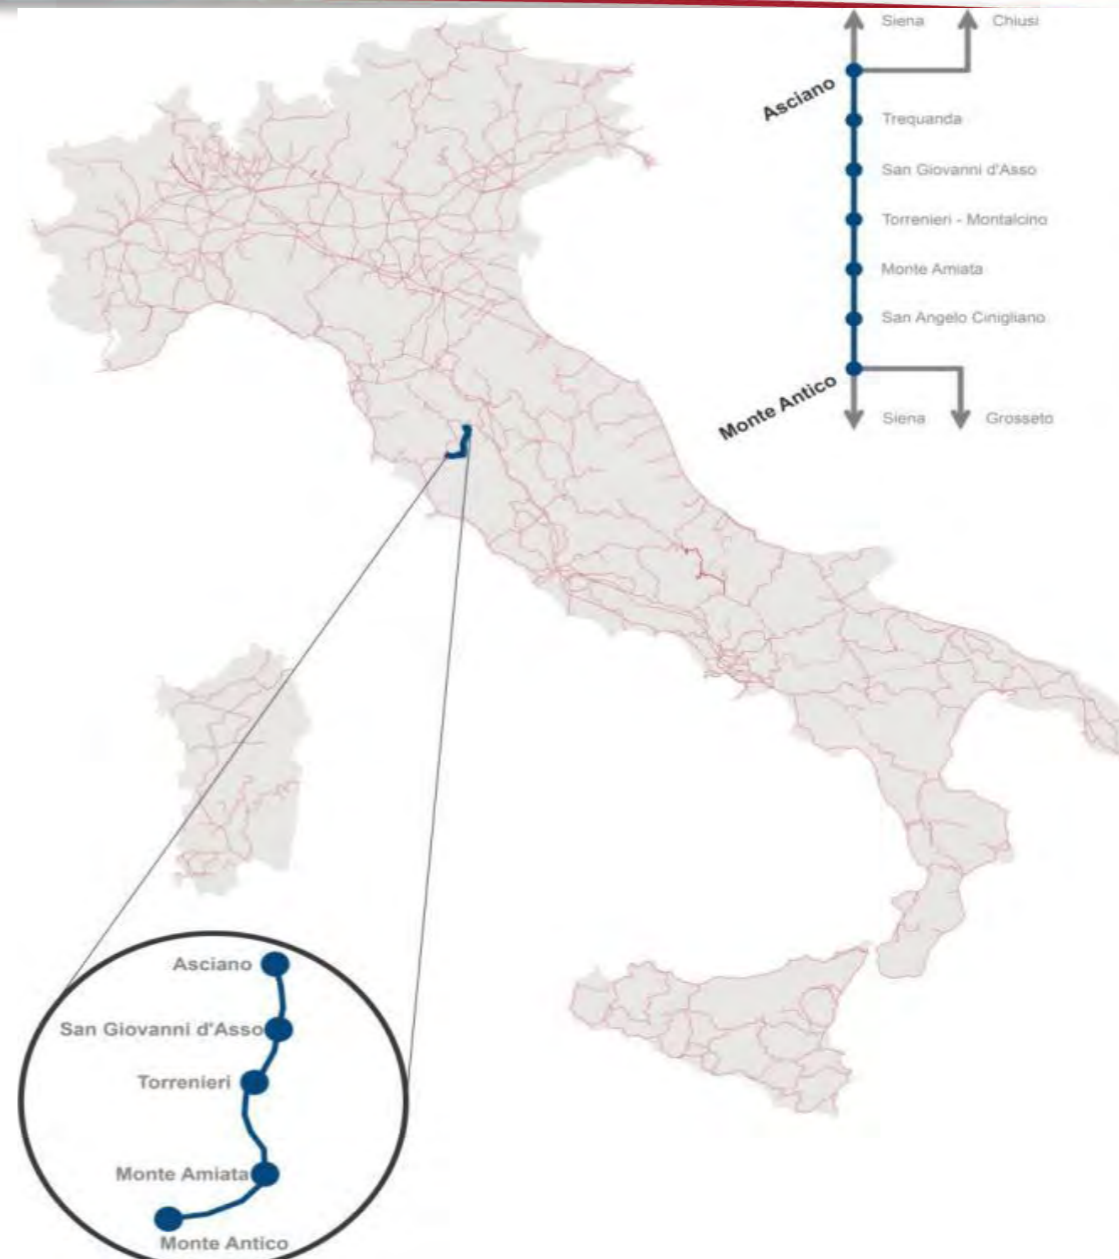 Siena Chiusi
Asciano
Trequanda
San Giovanni d'Asso
Torrenieri - Montalcino
Monte Amiata
San Angelo Cinigliano
Monte Antico
Siena Grosseto
Asciano
San Giovanni d'Asso
Torrenieri
Monte Amiata
Monte Antico